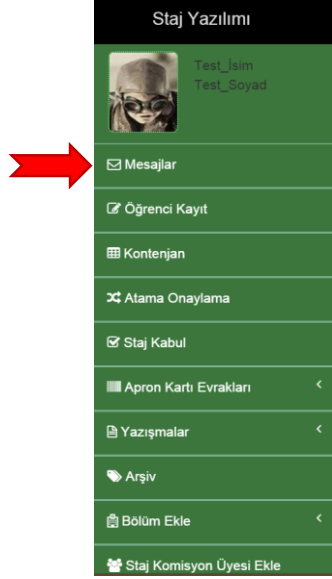 Staj Yazılımı
Test_İsim
Test_Soyad
Mesajlar
Öğrenci Kayıt
Kontenjan
Atama Onaylama
Staj Kabul
Apron Kartı Evrakları
Yazışmalar
Arşiv
Bölüm Ekle
Staj Komisyon Üyesi Ekle